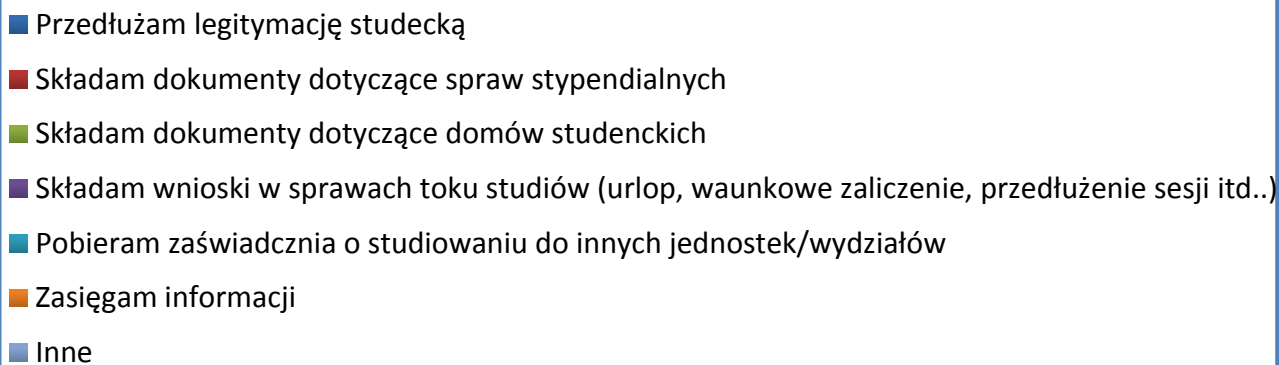 Przedłużam legitymację studecką
Składam dokumenty dotyczące spraw stypendialnych
Składam dokumenty dotyczące domów studenckich
Składam wnioski w sprawach toku studiów (urlop, waunkowe zaliczenie, przedłużenie sesji itd..)
Pobieram zaświadcznia o studiowaniu do innych jednostek/wydziałów
Zasięgam informacji
Inne